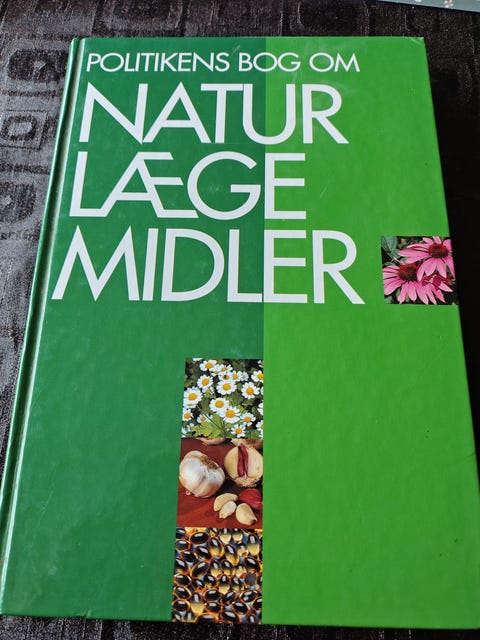 POLITIKENS BOG OM
NATUR
LÆGE
MIDLER